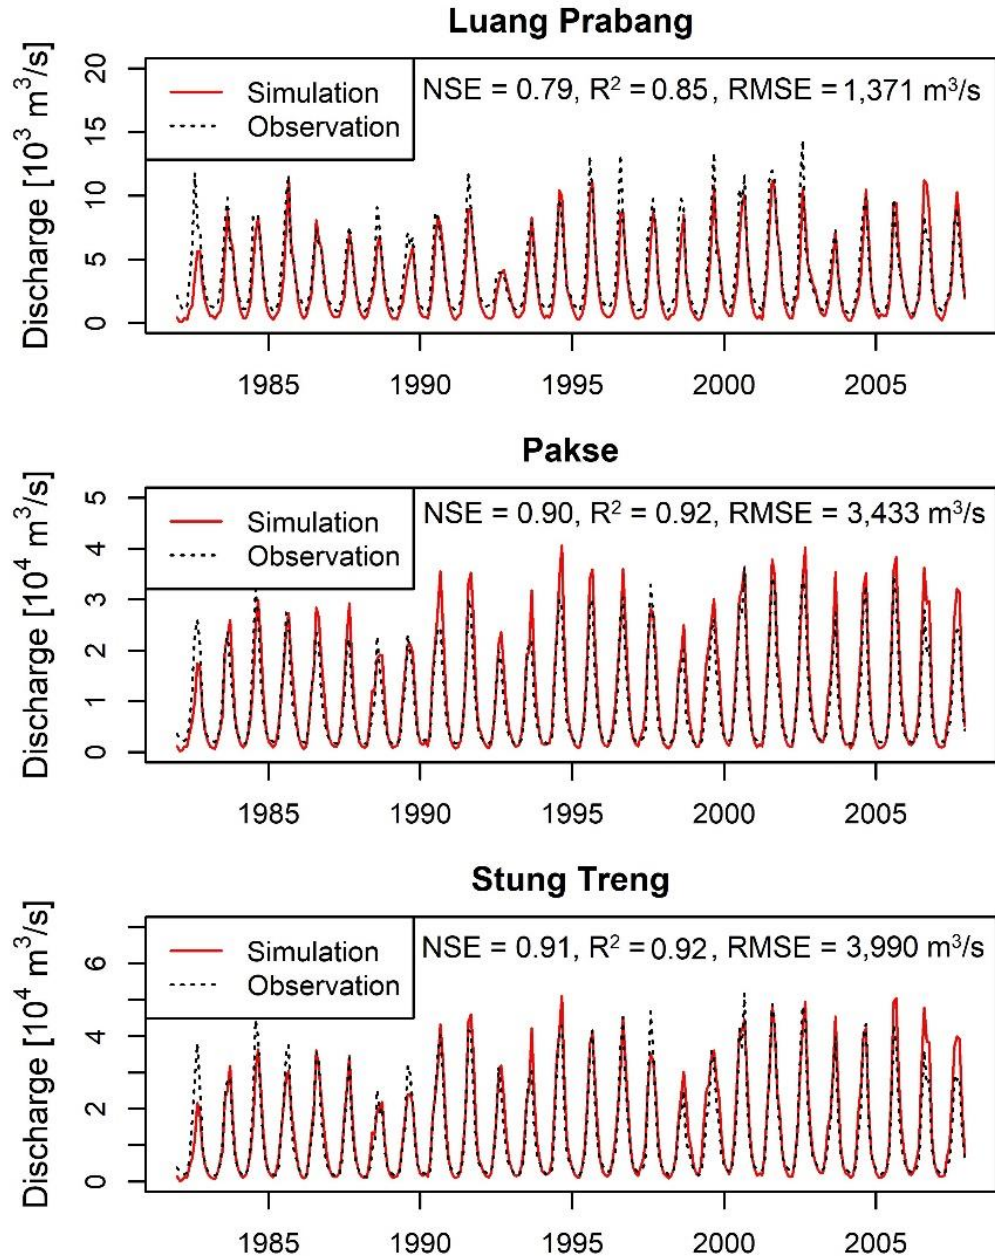 Luang Prabang
Discharge [10³ m³/s]
20
15
10
5
0
Simulation
Observation
NSE = 0.79, R² = 0.85, RMSE = 1,371 m³/s
1985 1990 1995 2000 2005
Pakse
Discharge [10⁴ m³/s]
5
4
3
2
1
0
Simulation
Observation
NSE = 0.90, R² = 0.92, RMSE = 3,433 m³/s
1985 1990 1995 2000 2005
Stung Treng
Discharge [10⁴ m³/s]
6
4
2
0
Simulation
Observation
NSE = 0.91, R² = 0.92, RMSE = 3,990 m³/s
1985 1990 1995 2000 2005